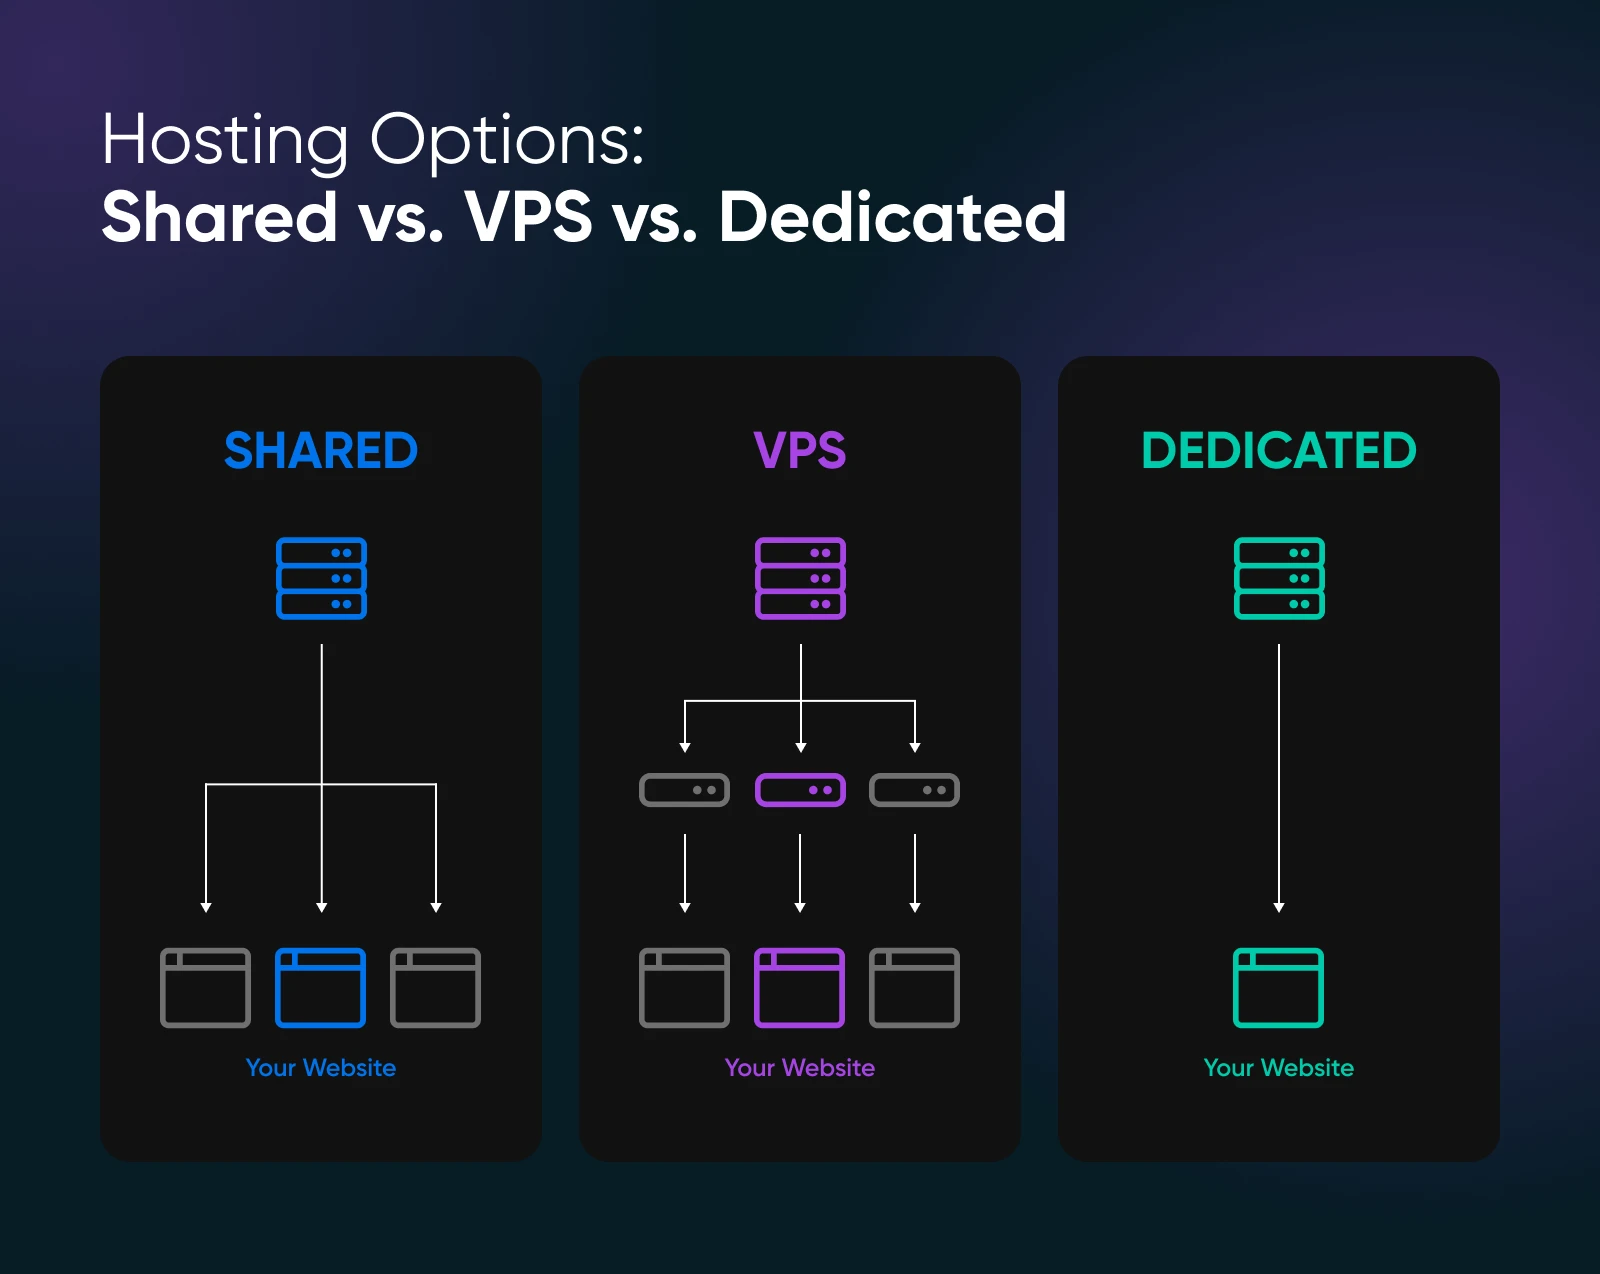 Hosting Options:
Shared vs. VPS vs. Dedicated
SHARED
Your Website
VPS
Your Website
DEDICATED
Your Website